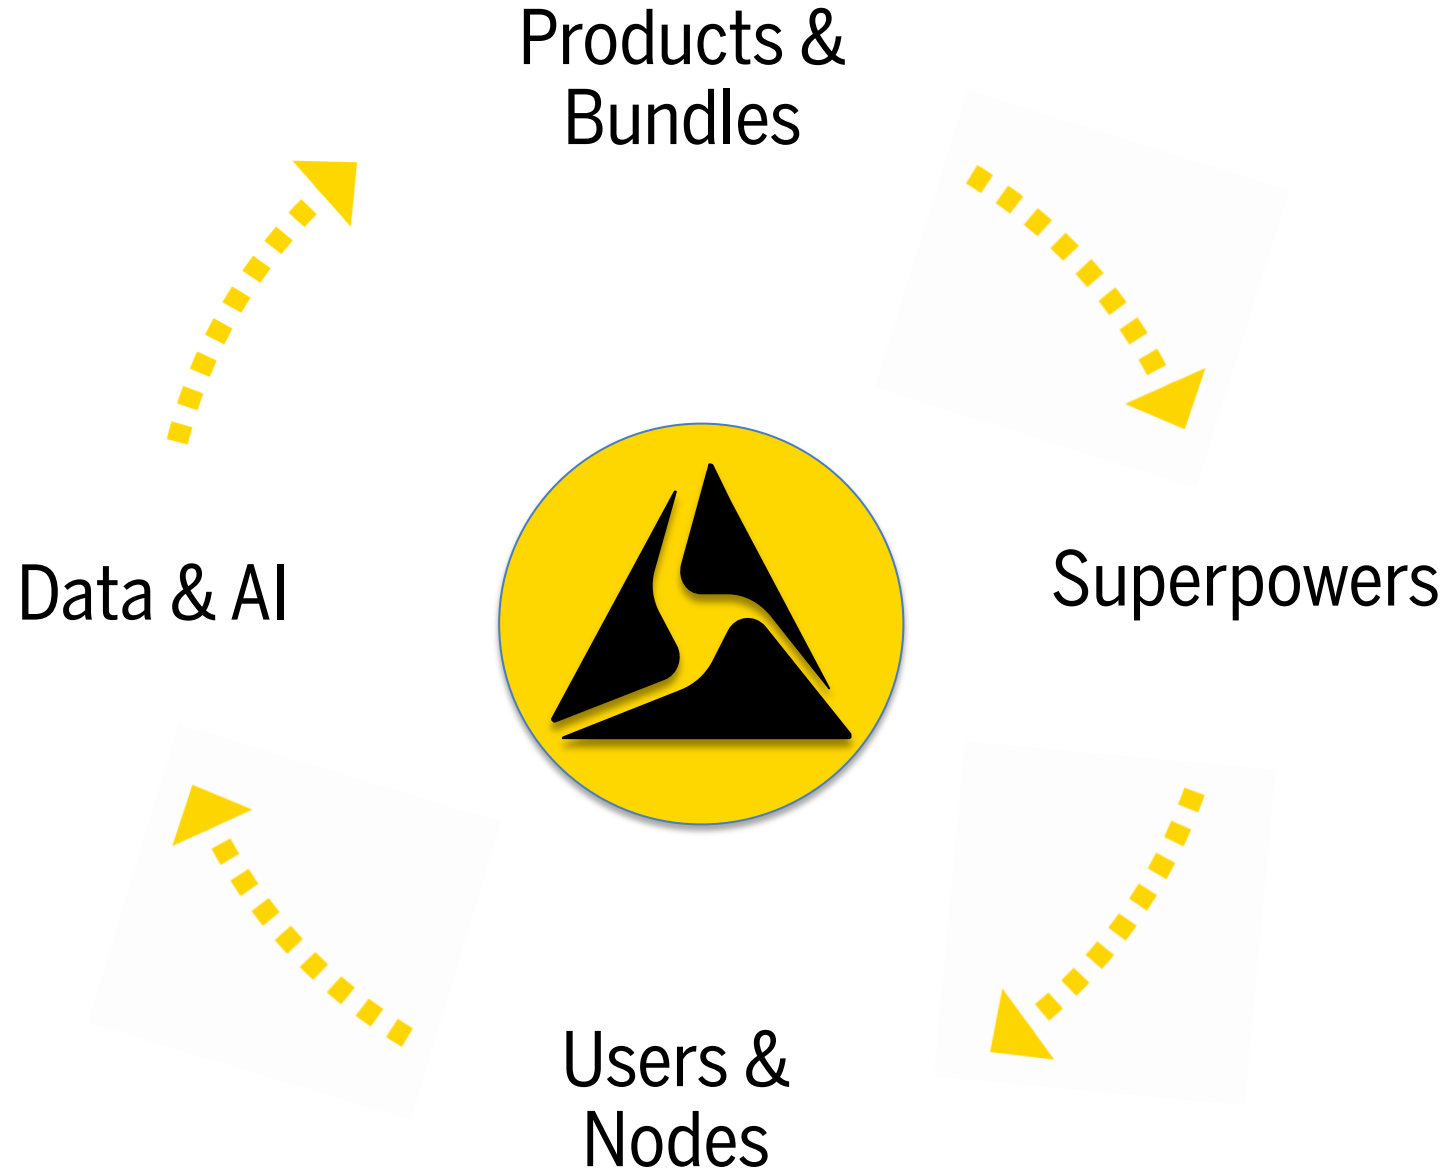 Products &
Bundles
Data & AI
Superpowers
Users &
Nodes